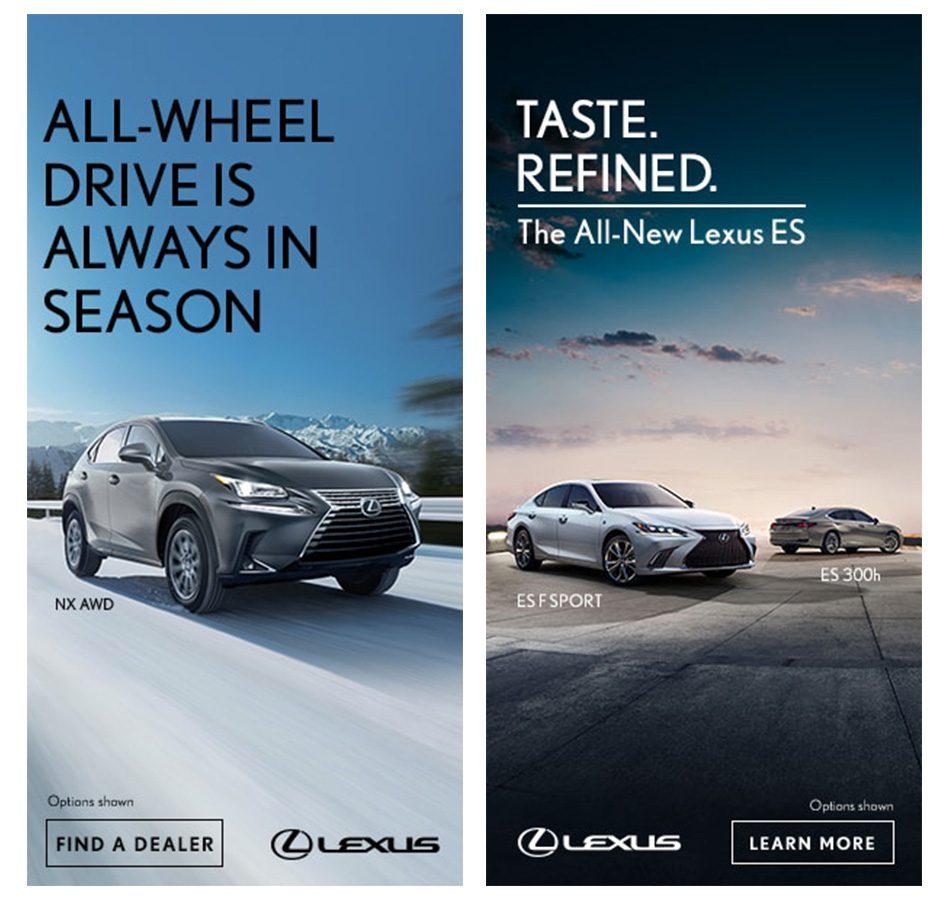 ALL-WHEEL
DRIVE IS
ALWAYS IN
SEASON
NX AWD
Options shown
FIND A DEALER
LEXUS
TASTE.
REFINED.
The All-New Lexus ES
ES 300h
ES F SPORT
Options shown
LEXUS
LEARN MORE